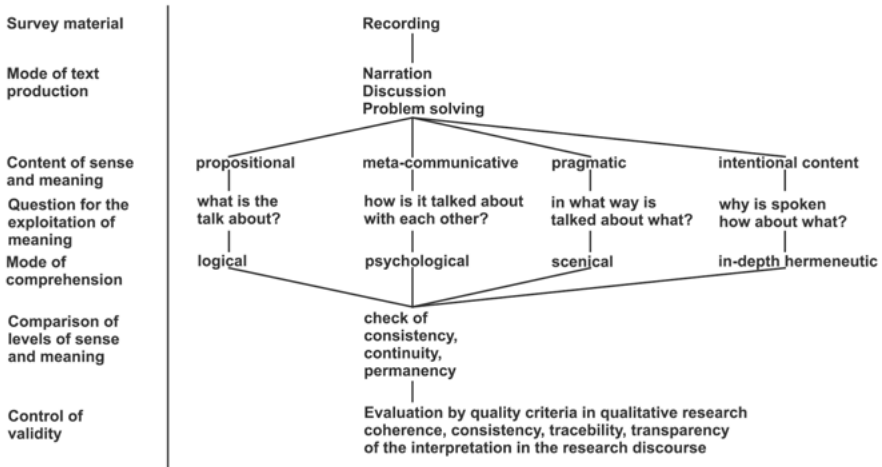 Survey material
Recording
Mode of text
production
Narration
Discussion
Problem solving
Content of sense
and meaning
propositional
meta-communicative
pragmatic
intentional content
Question for the
exploitation of
meaning
what is the
talk about?
how is it talked about
with each other?
in what way is
talked about what?
why is spoken
how about what?
Mode of
comprehension
logical
psychological
scenical
in-depth hermeneutic
Comparison of
levels of sense
and meaning
check of
consistency,
continuity,
permanency
Control of
validity
Evaluation by quality criteria in qualitative research
coherence, consistency, tracebility, transparency
of the interpretation in the research discourse